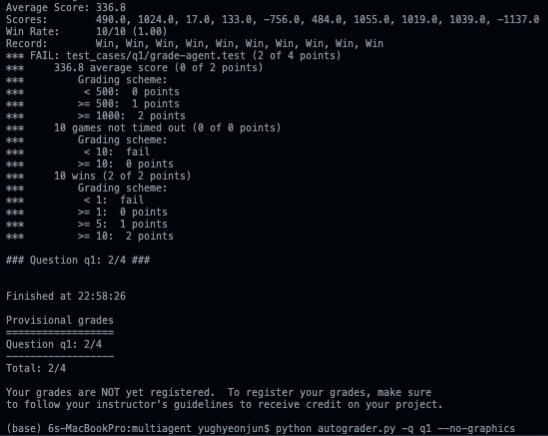 Average Score: 336.8
Scores:        490.0, 1024.0, 17.0, 133.0, -756.0, 484.0, 1055.0, 1019.0, 1039.0, -1137.0
Win Rate:      10/10 (1.00)
Record:        Win, Win, Win, Win, Win, Win, Win, Win, Win, Win
*** FAIL: test_cases/q1/grade-agent.test (2 of 4 points)
***     336.8 average score (0 of 2 points)
***         Grading scheme:
***          < 500:  0 points
***         >= 500:  1 points
***         >= 1000:  2 points
***     10 games not timed out (0 of 0 points)
***         Grading scheme:
***          < 10:  fail
***         >= 10:  0 points
***     10 wins (2 of 2 points)
***         Grading scheme:
***          < 1:  fail
***         >= 1:  0 points
***         >= 5:  1 points
***         >= 10:  2 points
### Question q1: 2/4 ###
Finished at 22:58:26
Provisional grades
==================
Question q1: 2/4
------------------
Total: 2/4
Your grades are NOT yet registered.  To register your grades, make sure
to follow your instructor's guidelines to receive credit on your project.
(base) 6s-MacBookPro:multiagent yughyeonjun$ python autograder.py -q q1 --no-graphics